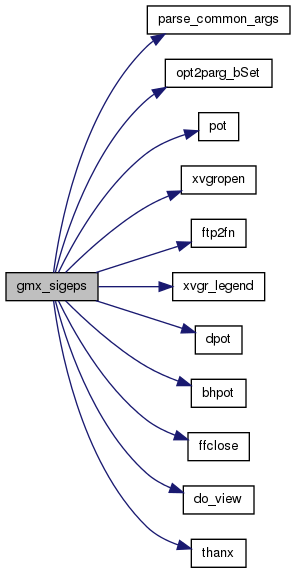 parse_common_args
opt2parg_bSet
pot
xvgropen
ftp2fn
gmx_sigeps
xvgr_legend
dpot
bhpot
ffclose
do_view
thanx